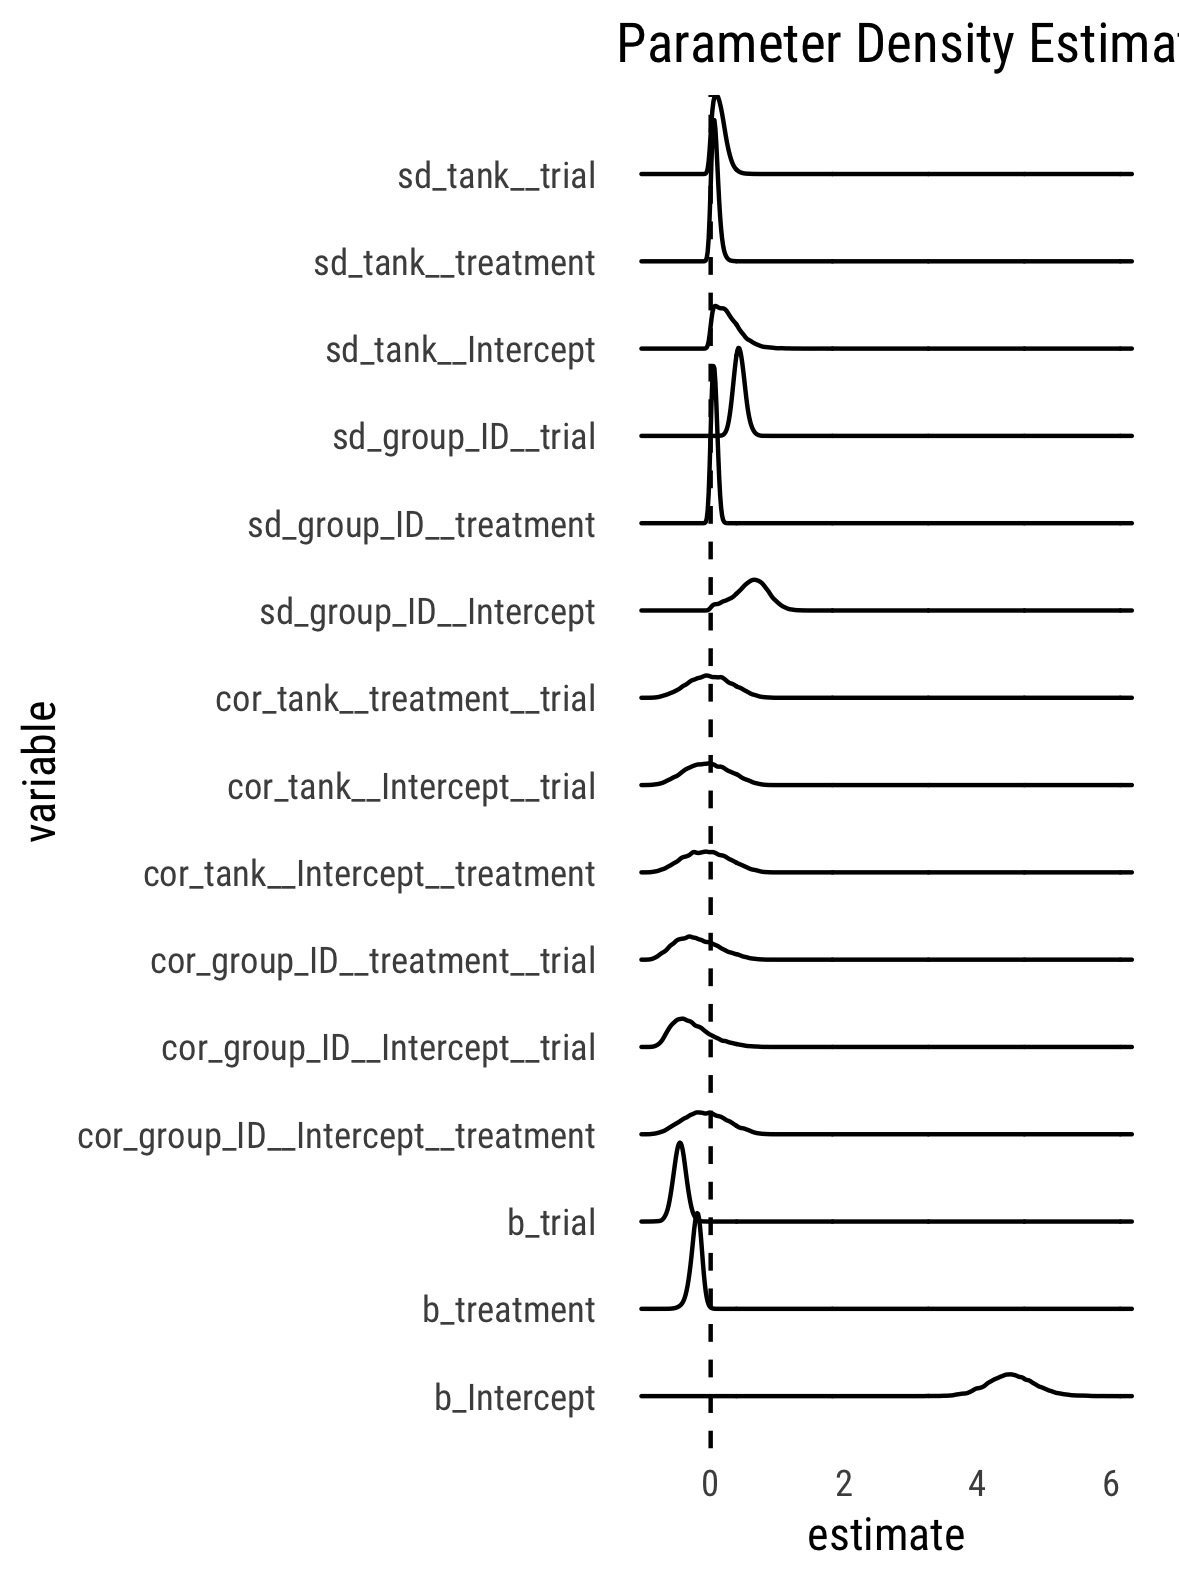 Parameter Density Estimat
sd_tank__trial
sd_tank__treatment
sd_tank__Intercept
sd_group_ID__trial
sd_group_ID__treatment
sd_group_ID__Intercept
cor_tank__treatment__trial
cor_tank__Intercept__trial
cor_tank__Intercept__treatment
cor_group_ID__treatment__trial
cor_group_ID__Intercept__trial
cor_group_ID__Intercept__treatment
b_trial
b_treatment
b_Intercept
variable
0 2 4 6
estimate